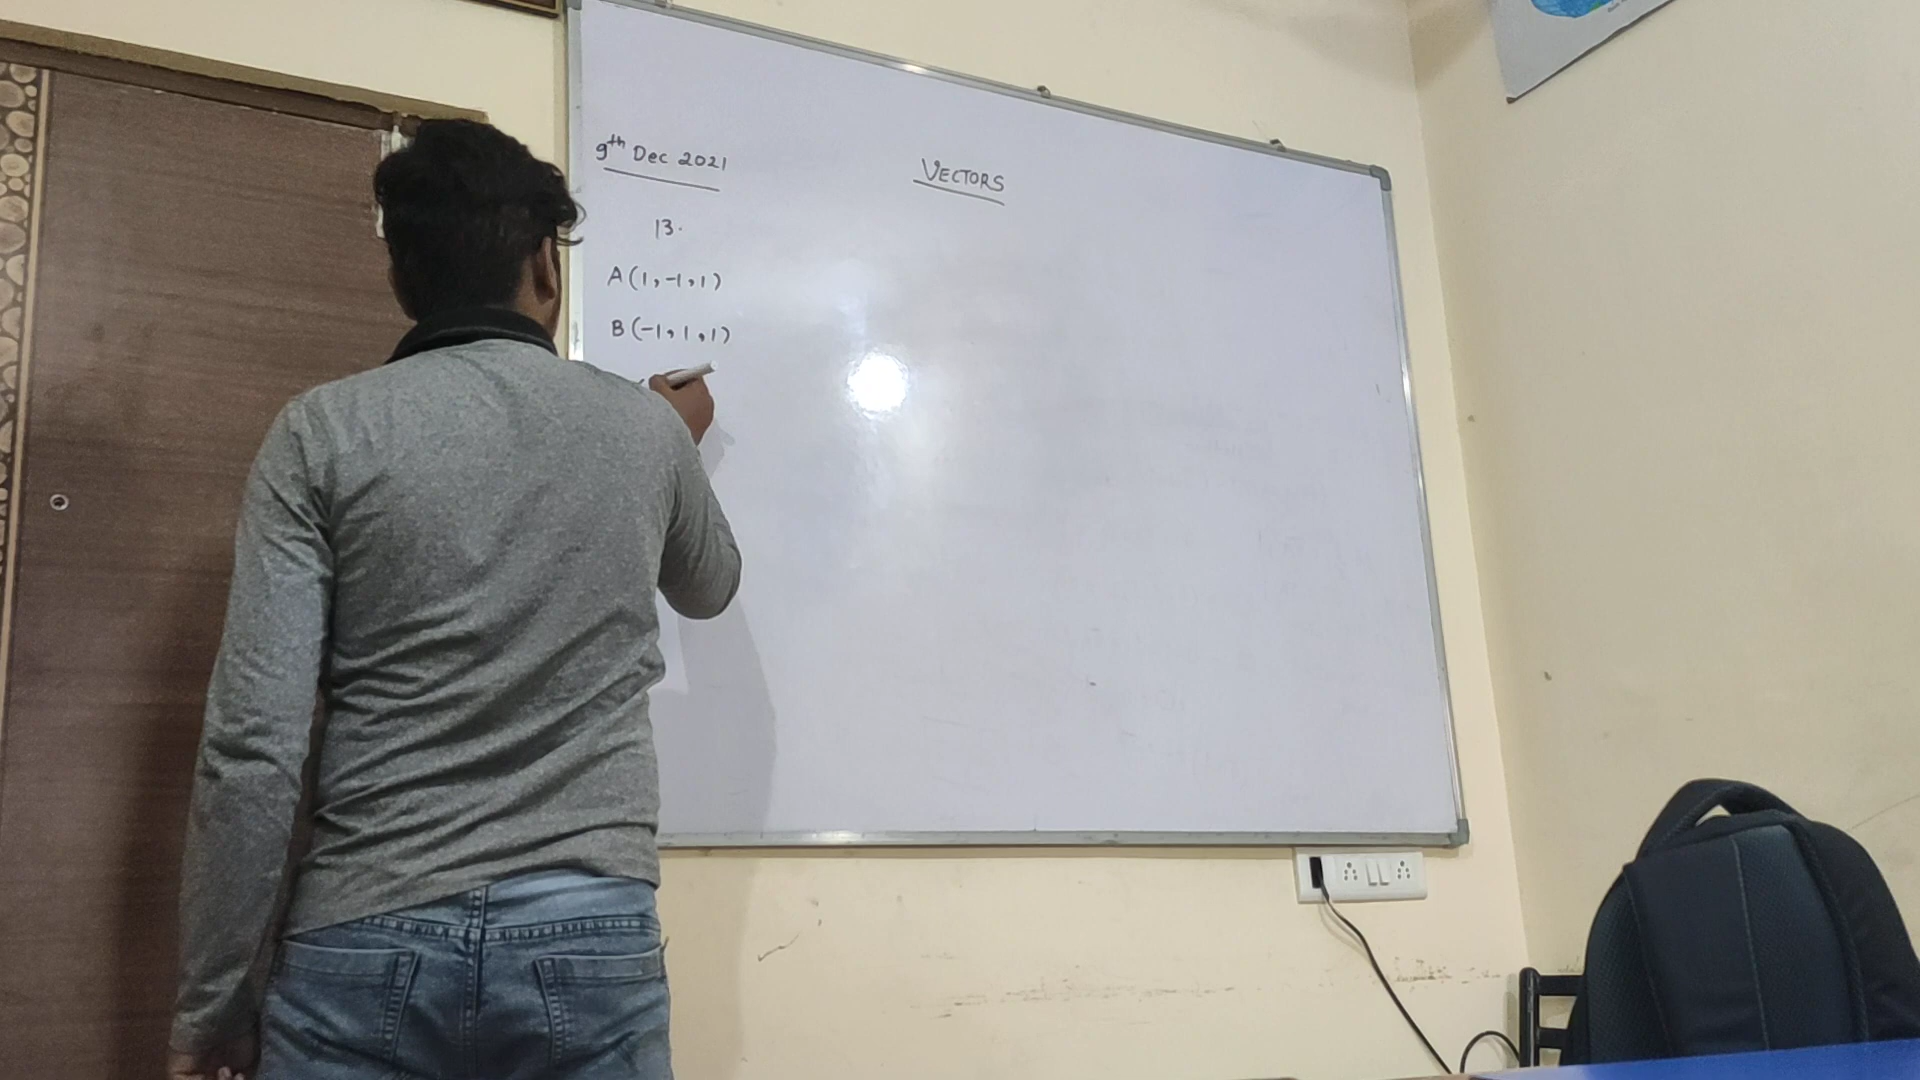 9th Dec 2021
VECTORS
13.
A(1,-1,1)
B(-1,1,1)